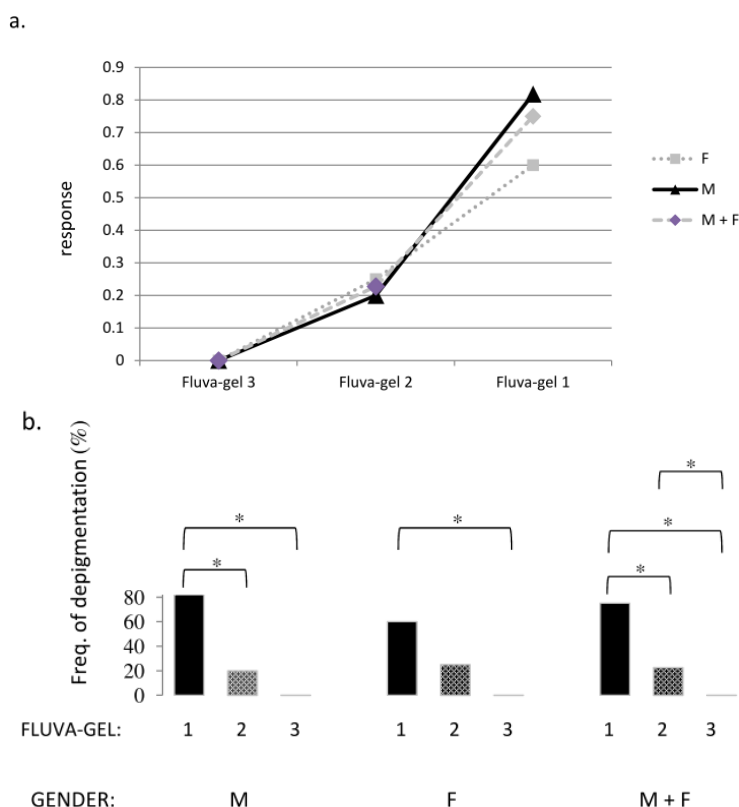 a.
0.9
0.8
0.7
0.6
0.5
0.4
0.3
0.2
0.1
0
response
Fluva-gel 3 Fluva-gel 2 Fluva-gel 1
F
M
M + F
b.
Freq. of depigmentation (%)
* * * * * *
80
60
40
20
0
FLUVA-GEL: 1 2 3 1 2 3 1 2 3
GENDER: M F M + F